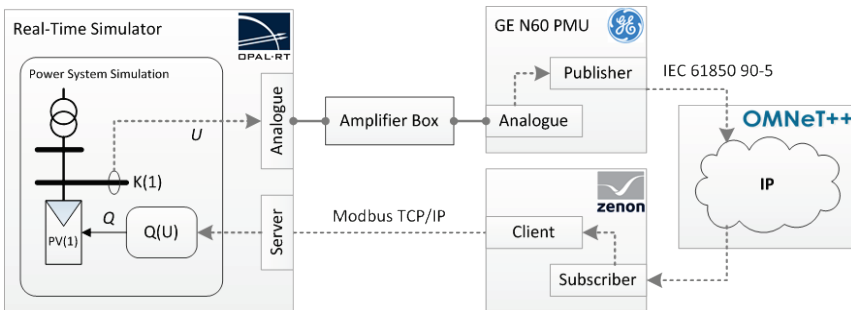 Real-Time Simulator
OPAL-RT
Power System Simulation
U
K(1)
Q
PV(1)
Q(U)
Analogue
Server
Amplifier Box
Modbus TCP/IP
GE N60 PMU
GE
Publisher
Analogue
IEC 61850 90-5
zenon
Client
Subscriber
OMNeT++
IP